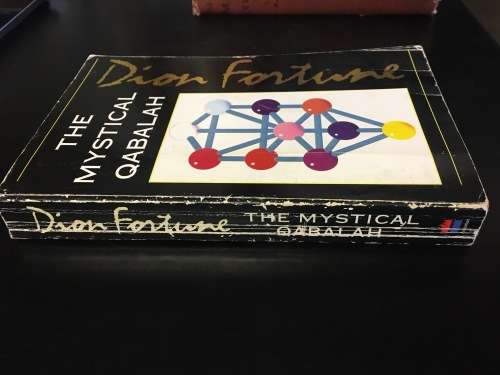 Dion Fortune
THE
MYSTICAL
QABALAH
Dion Fortune THE MYSTICAL
QABALAH